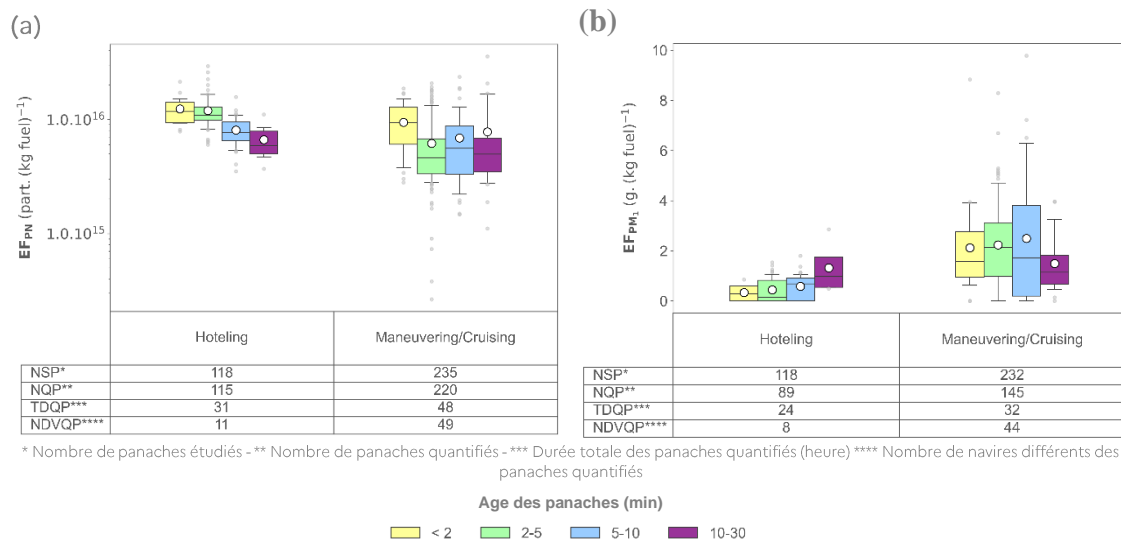 (a)
(b)
EF_PN (part. (kg fuel)^−1)
1.0.10^16
1.0.10^15
EF_PM1 (g. (kg fuel)^−1)
10
8
6
4
2
0
Hoteling Maneuvering/Cruising
NSP* 118 235
NQP** 115 220
TDQP*** 31 48
NDVQP**** 11 49
Hoteling Maneuvering/Cruising
NSP* 118 232
NQP** 89 145
TDQP*** 24 32
NDVQP**** 8 44
* Nombre de panaches étudiés - ** Nombre de panaches quantifiés - *** Durée totale des panaches quantifiés (heure) **** Nombre de navires différents des
panaches quantifiés
Age des panaches (min)
< 2 2-5 5-10 10-30